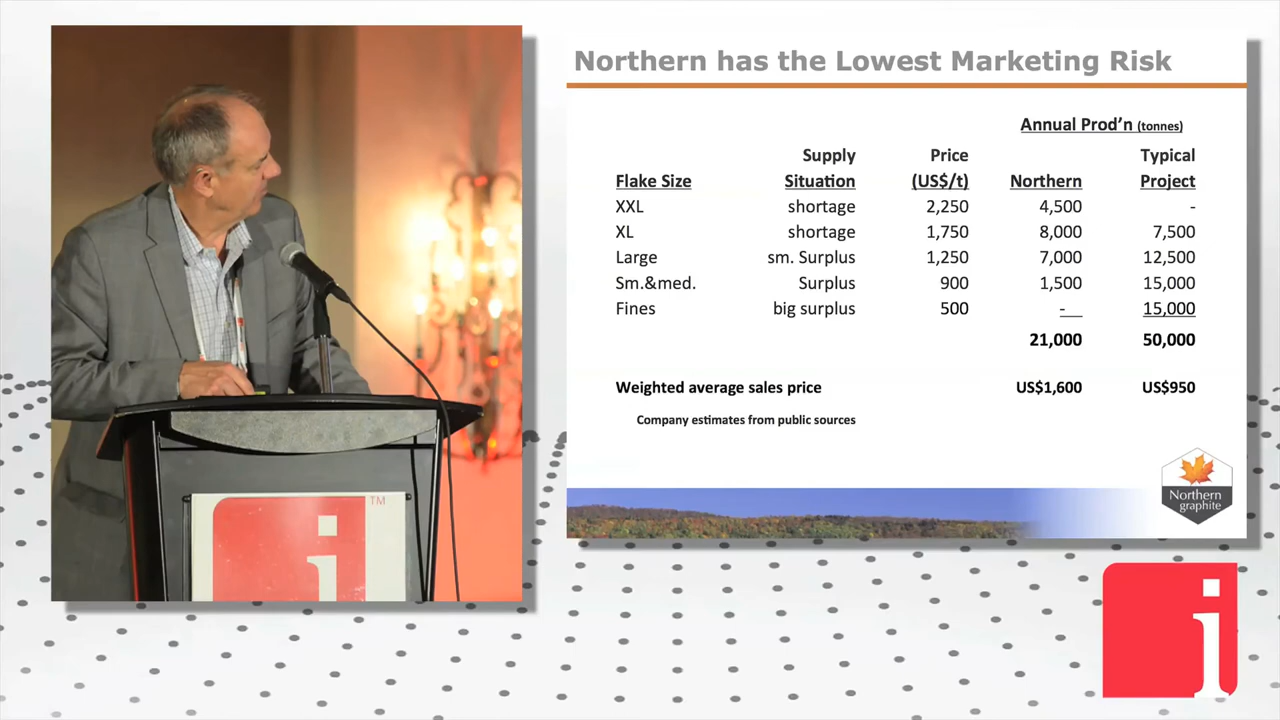 Northern has the Lowest Marketing Risk
Annual Prod'n (tonnes)
Supply Price Typical
Flake Size Situation (US$/t) Northern Project
XXL shortage 2,250 4,500 -
XL shortage 1,750 8,000 7,500
Large sm. Surplus 1,250 7,000 12,500
Sm.&med. Surplus 900 1,500 15,000
Fines big surplus 500 - 15,000
21,000 50,000
Weighted average sales price US$1,600 US$950
Company estimates from public sources
Northern
graphite
i TM
i